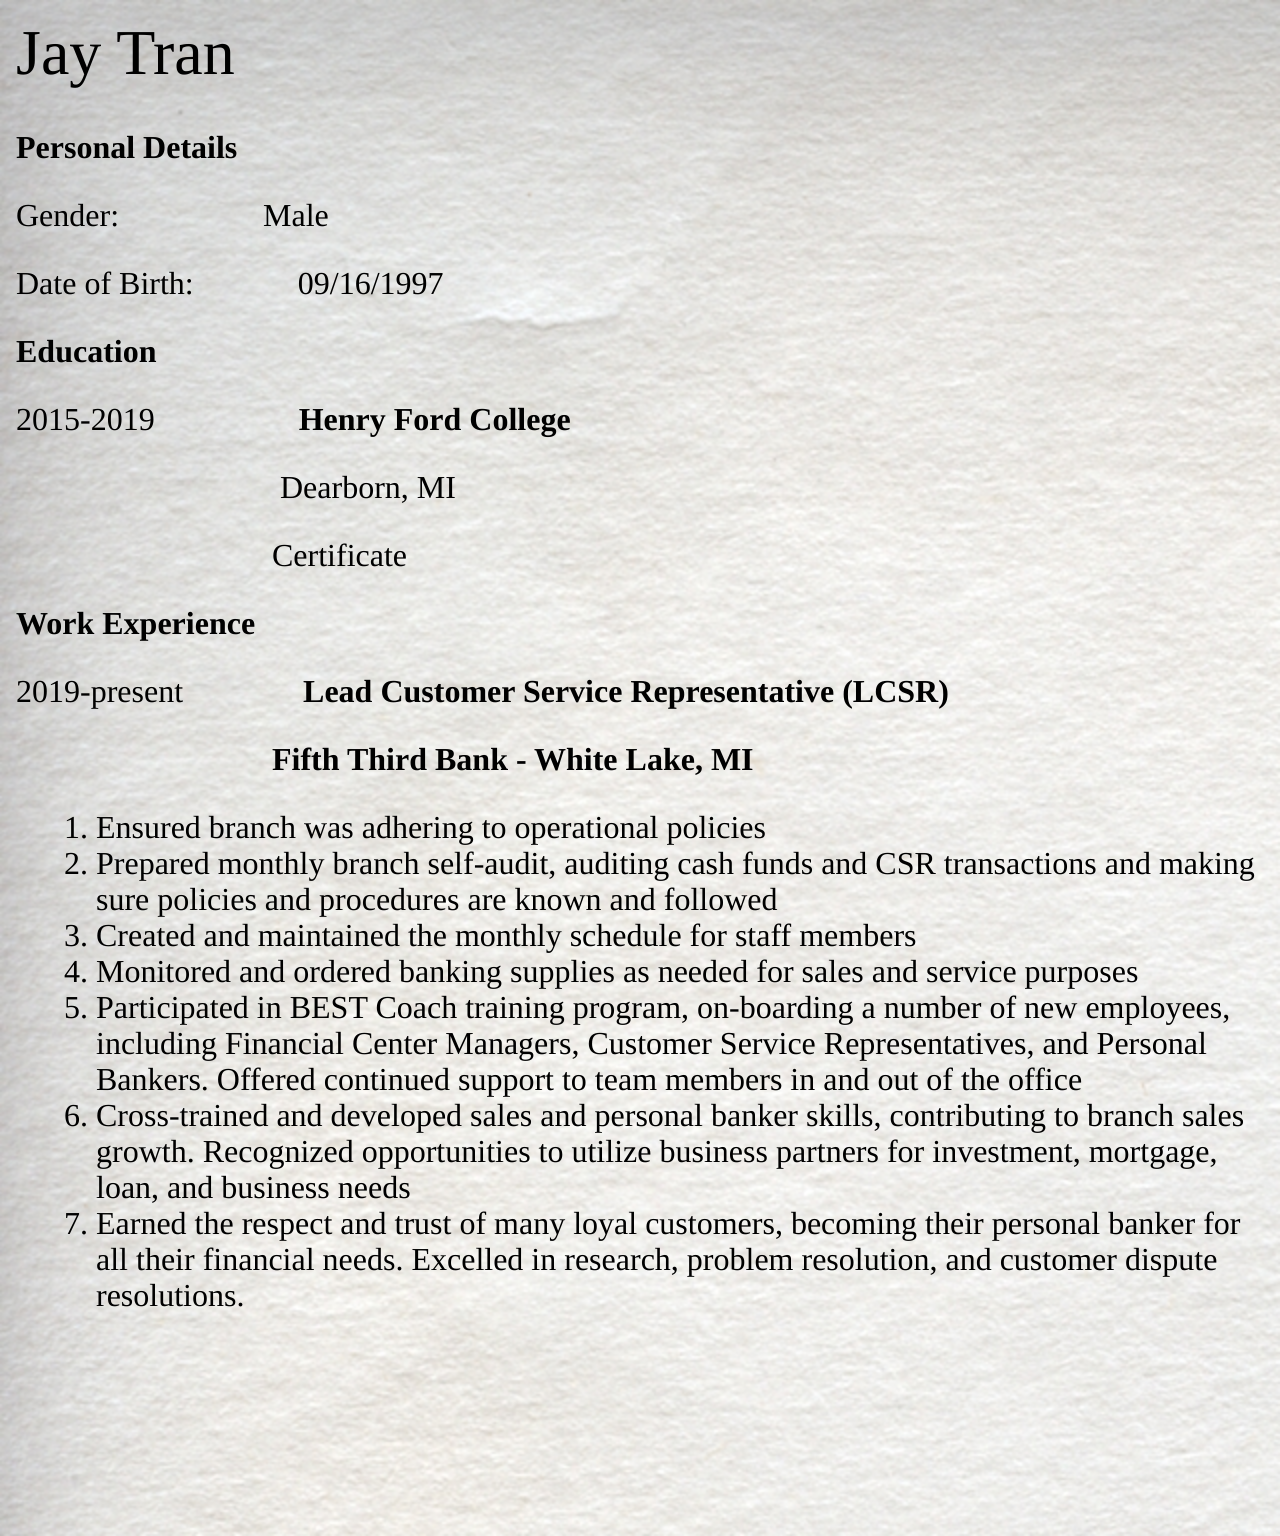 Jay Tran
Personal Details
Gender: Male
Date of Birth: 09/16/1997
Education
2015-2019 Henry Ford College
Dearborn, MI
Certificate
Work Experience
2019-present Lead Customer Service Representative (LCSR)
Fifth Third Bank - White Lake, MI
1. Ensured branch was adhering to operational policies
2. Prepared monthly branch self-audit, auditing cash funds and CSR transactions and making
sure policies and procedures are known and followed
3. Created and maintained the monthly schedule for staff members
4. Monitored and ordered banking supplies as needed for sales and service purposes
5. Participated in BEST Coach training program, on-boarding a number of new employees,
including Financial Center Managers, Customer Service Representatives, and Personal
Bankers. Offered continued support to team members in and out of the office
6. Cross-trained and developed sales and personal banker skills, contributing to branch sales
growth. Recognized opportunities to utilize business partners for investment, mortgage,
loan, and business needs
7. Earned the respect and trust of many loyal customers, becoming their personal banker for
all their financial needs. Excelled in research, problem resolution, and customer dispute
resolutions.